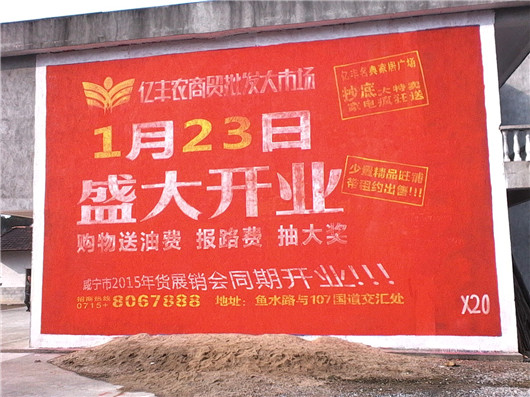 亿丰农商贸批发大市场
亿丰名典家居广场
抄底大特卖
家电疯狂送
1月23日
盛大开业
少量精品旺铺
带租约出售!!!
购物送油费 报路费 抽大奖
咸宁市2015年货展销会同期开业!!!
招商热线
0715+8067888 地址：鱼水路与107国道交汇处
X20